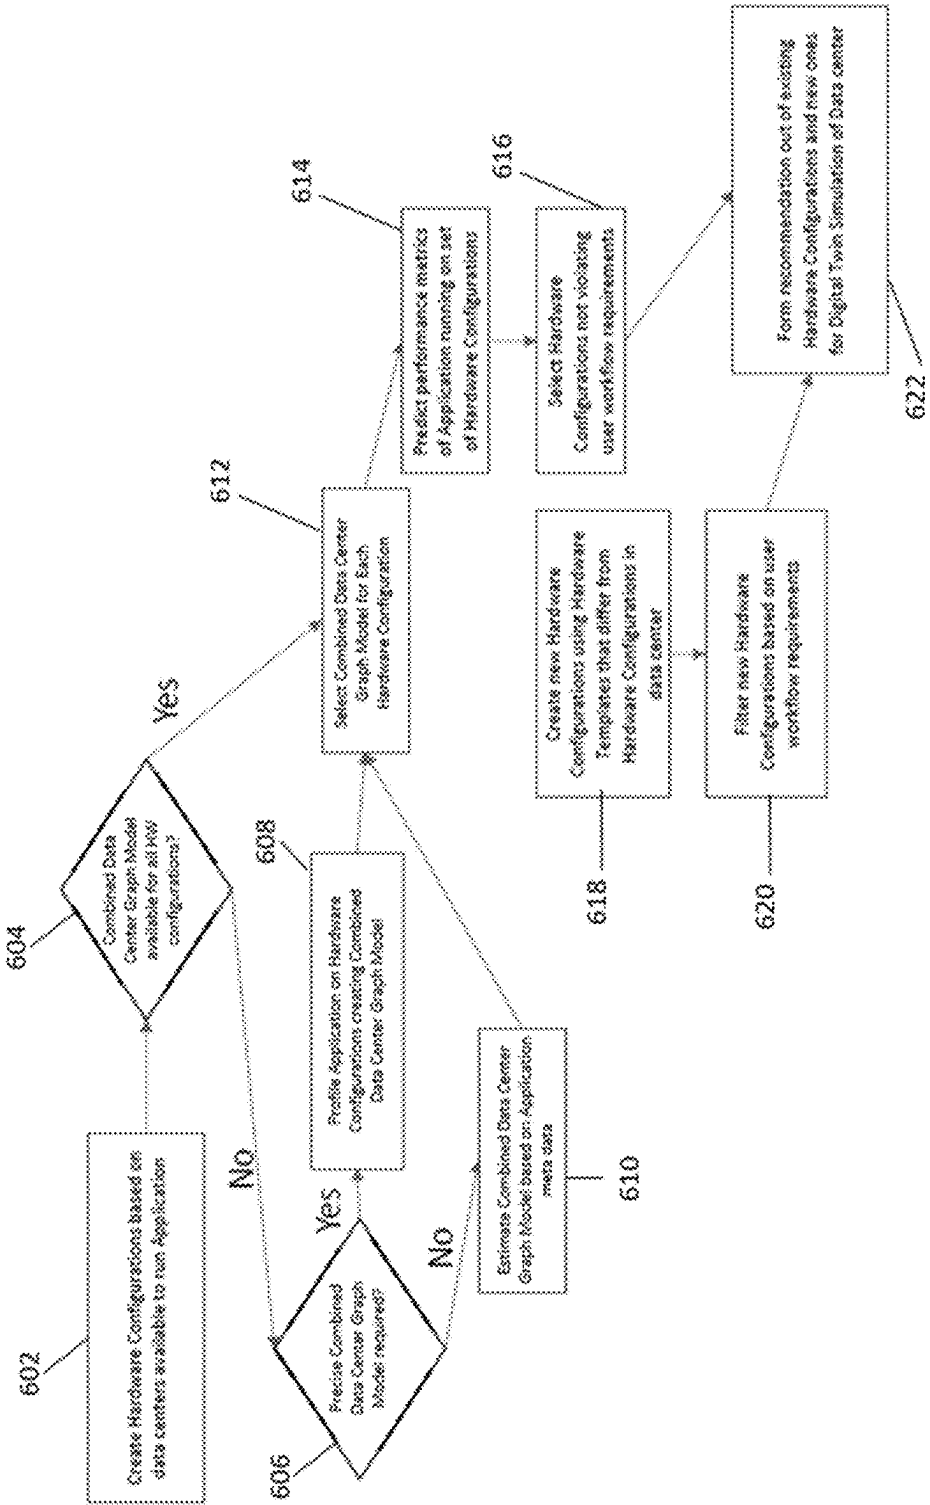 602
Create Hardware Configurations based on
data centers available to run Application
604
Combined Data
Center Graph Model
available for all HW
configurations?
Yes
No
606
Precise Combined
Data Center Graph
Model required?
Yes
No
608
Profile Application on Hardware
Configurations creating Combined
Data Center Graph Model
610
Estimate Combined Data Center
Graph Model based on Application
meta data
612
Select Combined Data Center
Graph Model for Each
Hardware Configuration
614
Predict performance metrics
of Application running on set
of Hardware Configurations
616
Select Hardware
Configurations not violating
user workflow requirements
618
Create new Hardware
Configurations using Hardware
Templates that differ from
Hardware Configurations in
data center
620
Filter new Hardware
Configurations based on user
workflow requirements
622
Form recommendation out of existing
Hardware Configurations and new ones
for Digital Twin Simulation of Data center